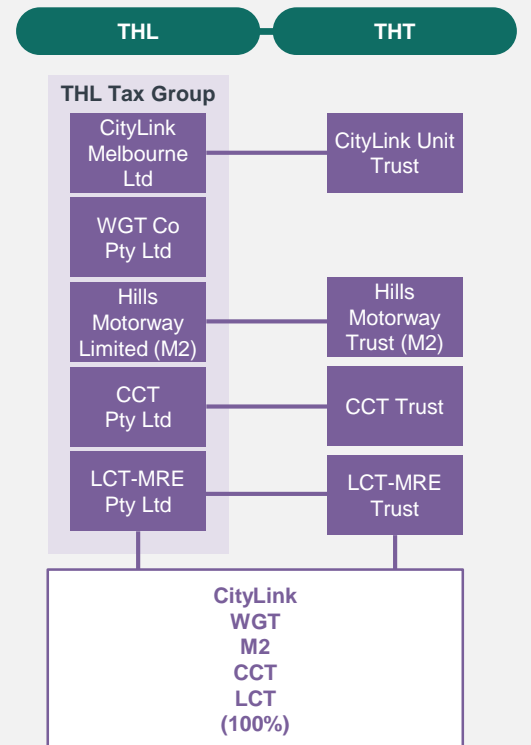 THL
THT
THL Tax Group
CityLink
Melbourne
Ltd
CityLink Unit
Trust
WGT Co
Pty Ltd
Hills
Motorway
Limited (M2)
Hills
Motorway
Trust (M2)
CCT
Pty Ltd
CCT Trust
LCT-MRE
Pty Ltd
LCT-MRE
Trust
CityLink
WGT
M2
CCT
LCT
(100%)